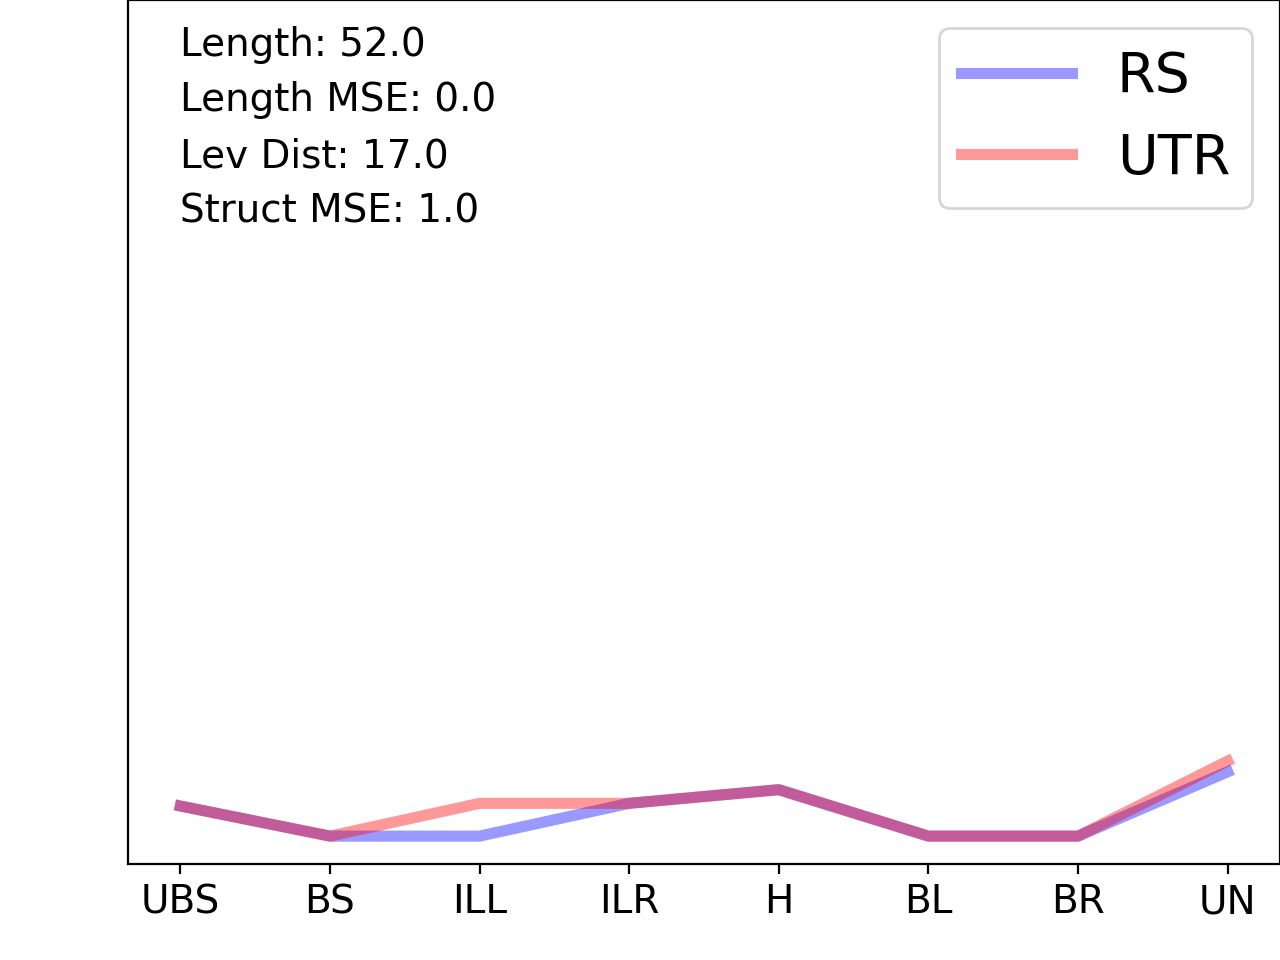 Length: 52.0
Length MSE: 0.0
Lev Dist: 17.0
Struct MSE: 1.0
RS
UTR
UBS BS ILL ILR H BL BR UN